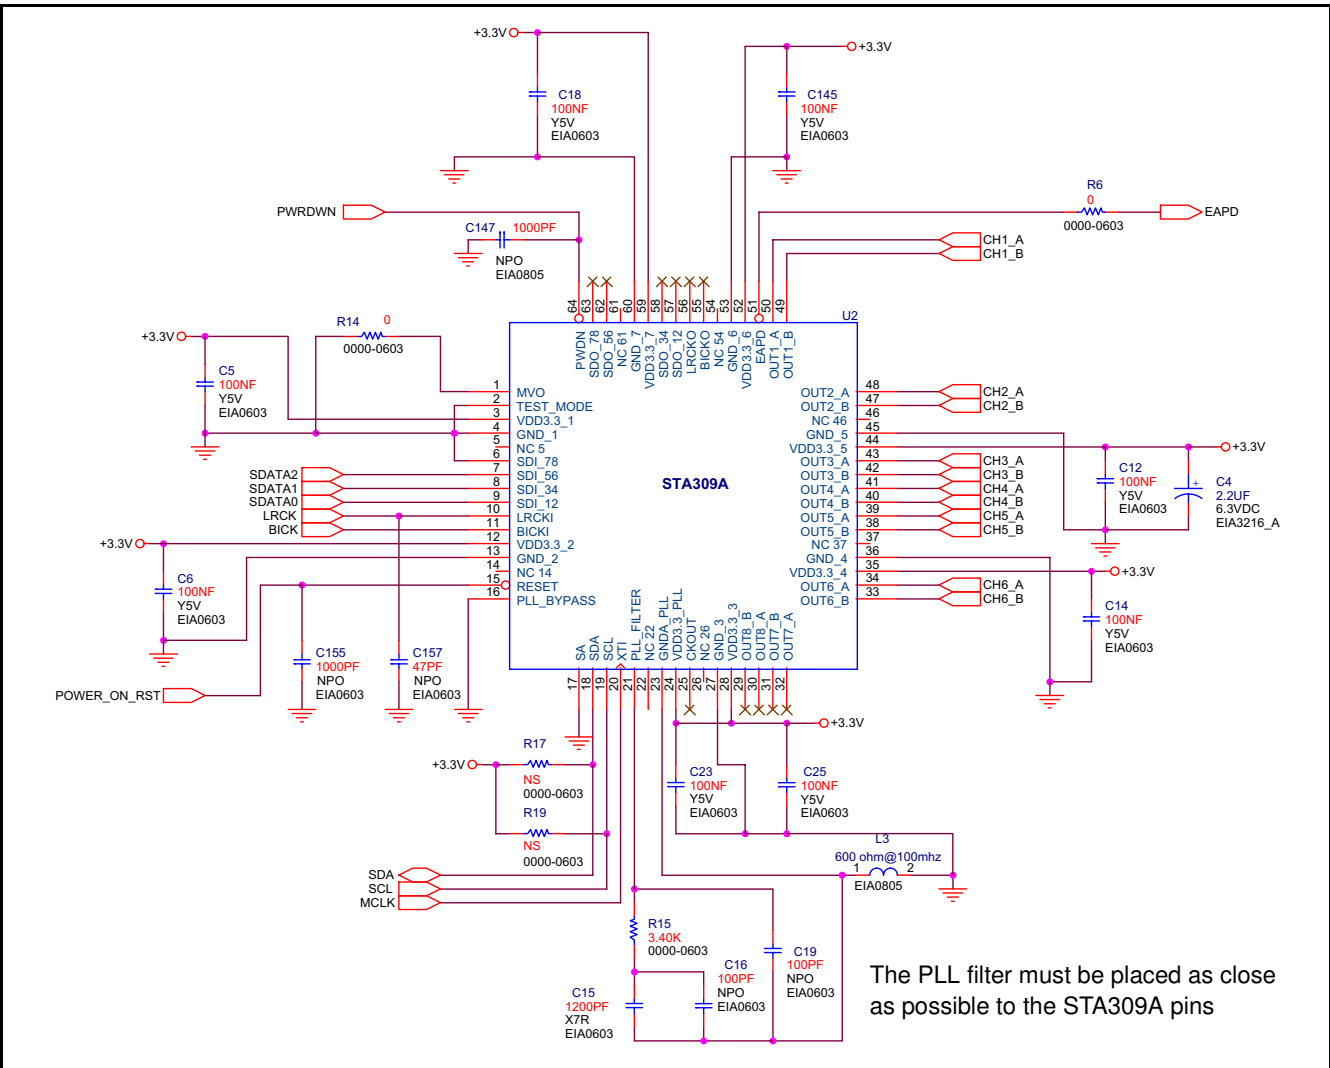 +3.3V
C18
100NF
Y5V
EIA0603
+3.3V
C145
100NF
Y5V
EIA0603
PWRDWN
C147
1000PF
NPO
EIA0805
R6
0
0000-0603
EAPD
CH1_A
CH1_B
64
63
62
61
60
59
58
57
56
55
54
53
52
51
50
49
PWDN
SDO_78
SDO_56
NC 61
GND_7
VDD3.3_7
SDO_34
SDO_12
LRCKO
BICKO
NC 54
GND_6
VDD3.3_6
EAPD
OUT1_A
OUT1_B
U2
+3.3V
R14
0
0000-0603
C5
100NF
Y5V
EIA0603
1 MVO
2 TEST_MODE
3 VDD3.3_1
4 GND_1
5 NC 5
6 SDI_78
SDATA2 7 SDI_56
SDATA1 8 SDI_34
SDATA0 9 SDI_12
LRCK 10 LRCKI
BICK 11 BICKI
+3.3V 12 VDD3.3_2
13 GND_2
14 NC 14
15 RESET
16 PLL_BYPASS
STA309A
OUT2_A 48 CH2_A
OUT2_B 47 CH2_B
NC 46 46
GND_5 45
VDD3.3_5 44 +3.3V
OUT3_A 43 CH3_A
OUT3_B 42 CH3_B
OUT4_A 41 CH4_A
OUT4_B 40 CH4_B
OUT5_A 39 CH5_A
OUT5_B 38 CH5_B
NC 37 37
GND_4 36
VDD3.3_4 35 +3.3V
OUT6_A 34 CH6_A
OUT6_B 33 CH6_B
C12
100NF
Y5V
EIA0603
+
C4
2.2UF
6.3VDC
EIA3216_A
C14
100NF
Y5V
EIA0603
C6
100NF
Y5V
EIA0603
C155
1000PF
NPO
EIA0603
C157
47PF
NPO
EIA0603
POWER_ON_RST
SA
SDA
SCL
XTI
PLL_FILTER
NC 22
GNDA_PLL
VDD3.3_PLL
CKOUT
NC 26
GND_3
VDD3.3_3
OUT8_B
OUT8_A
OUT7_B
OUT7_A
17
18
19
20
21
22
23
24
25
26
27
28
29
30
31
32
+3.3V
R17
NS
0000-0603
R19
NS
0000-0603
+3.3V
C23
100NF
Y5V
EIA0603
C25
100NF
Y5V
EIA0603
L3
600 ohm@100mhz
1 2
EIA0805
SDA
SCL
MCLK
R15
3.40K
0000-0603
C16
100PF
NPO
EIA0603
C19
100PF
NPO
EIA0603
C15
1200PF
X7R
EIA0603
The PLL filter must be placed as close
as possible to the STA309A pins